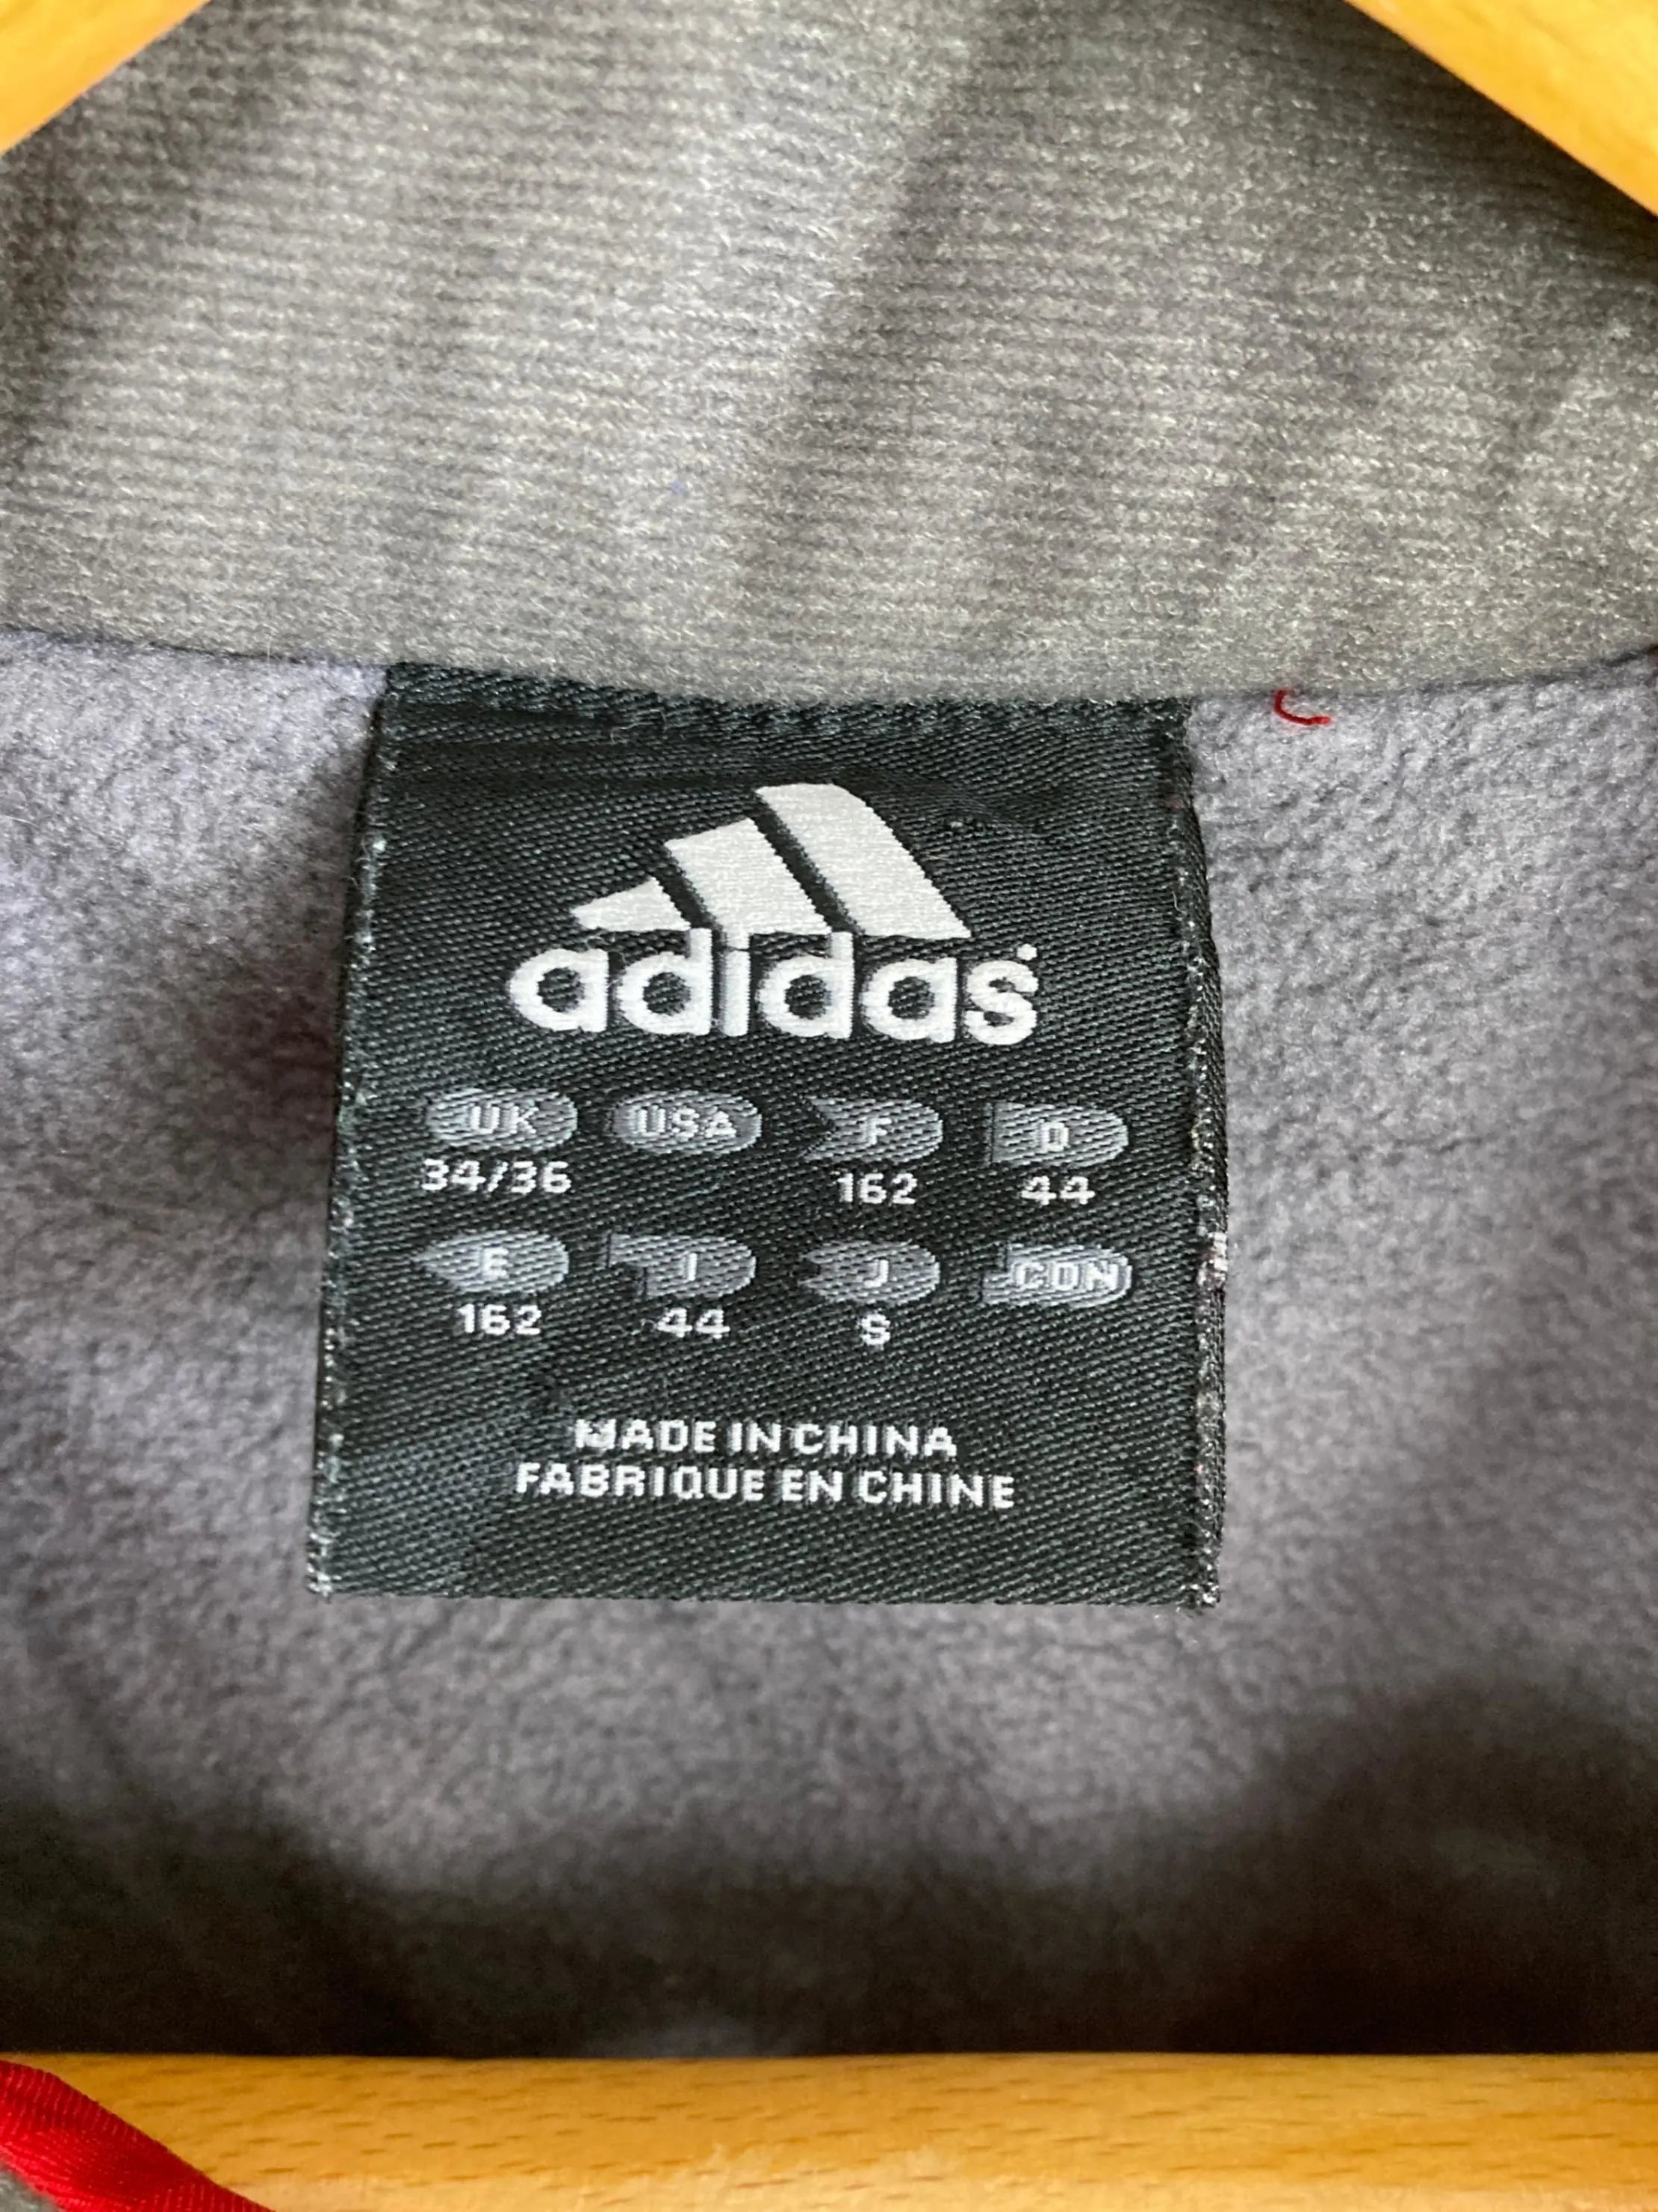 adidas
UK USA F D
34/36 162 44
E I J CDN
162 44 S
MADE IN CHINA
FABRIQUE EN CHINE